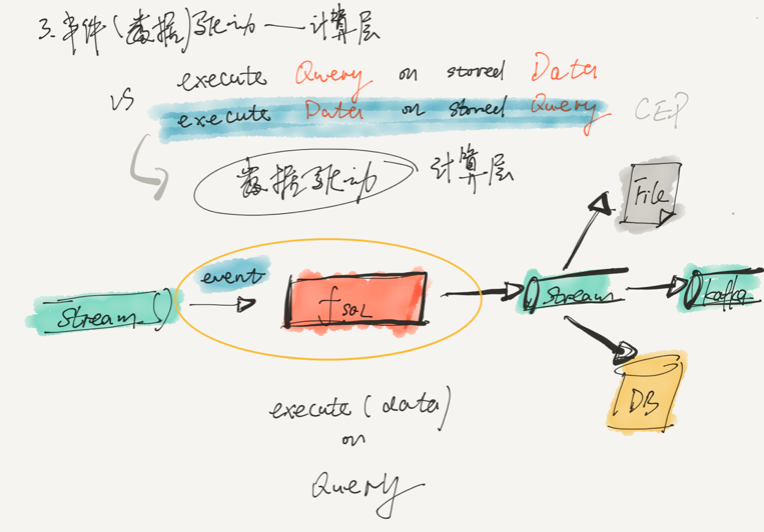 3.事件(数据)驱动——计算层
execute Query on stored Data
vs execute Data on stored Query CEP
数据驱动 计算层
File
event
Stream
fSQL
Stream
kafka
DB
execute (data)
on
Query